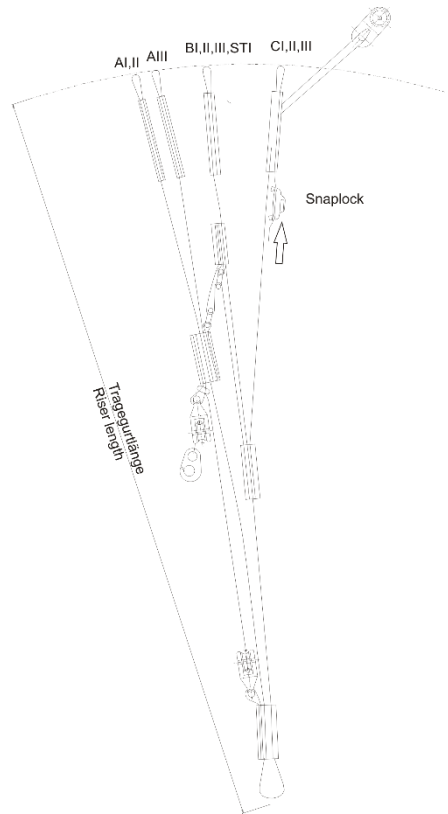 AI,II
AIII
BI,II,III,STI
CI,II,III
Snaplock
Tragegurtlänge
Riser length